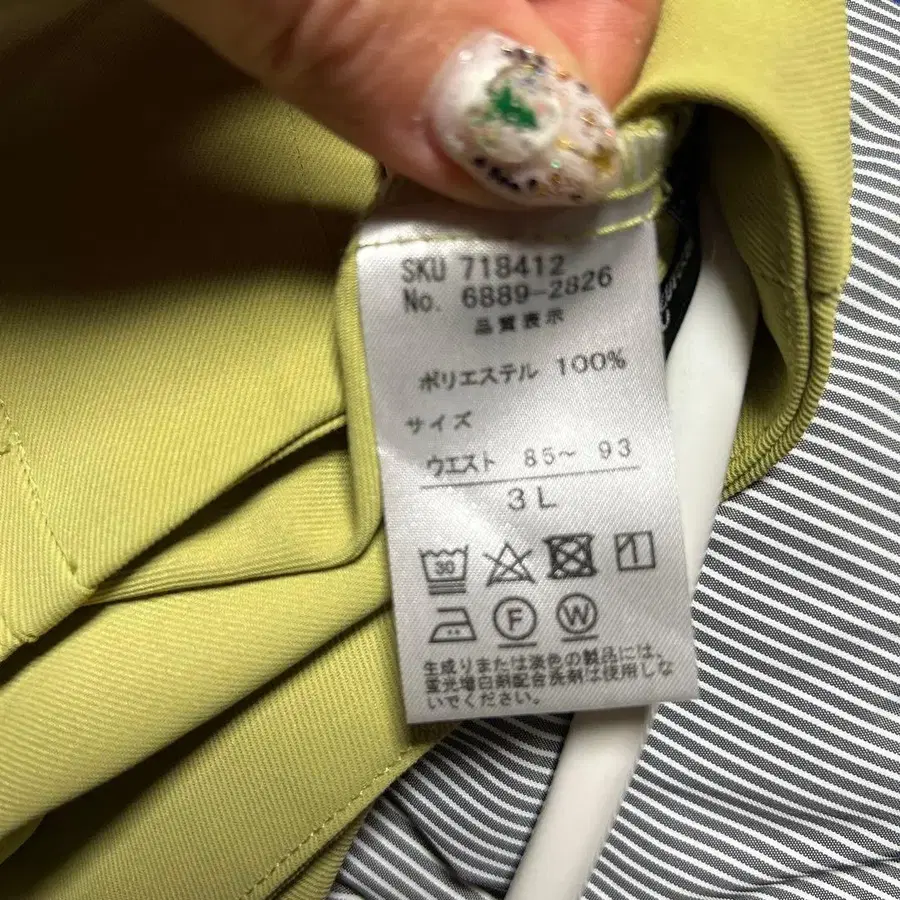 SKU 718412
No. 6889-2826
品質表示
ポリエステル 100%
サイズ
ウエスト 85～ 93
3L
30
F W
生成りまたは淡色の製品には、
蛍光増白剤配合洗剤は使用しな
いでください。